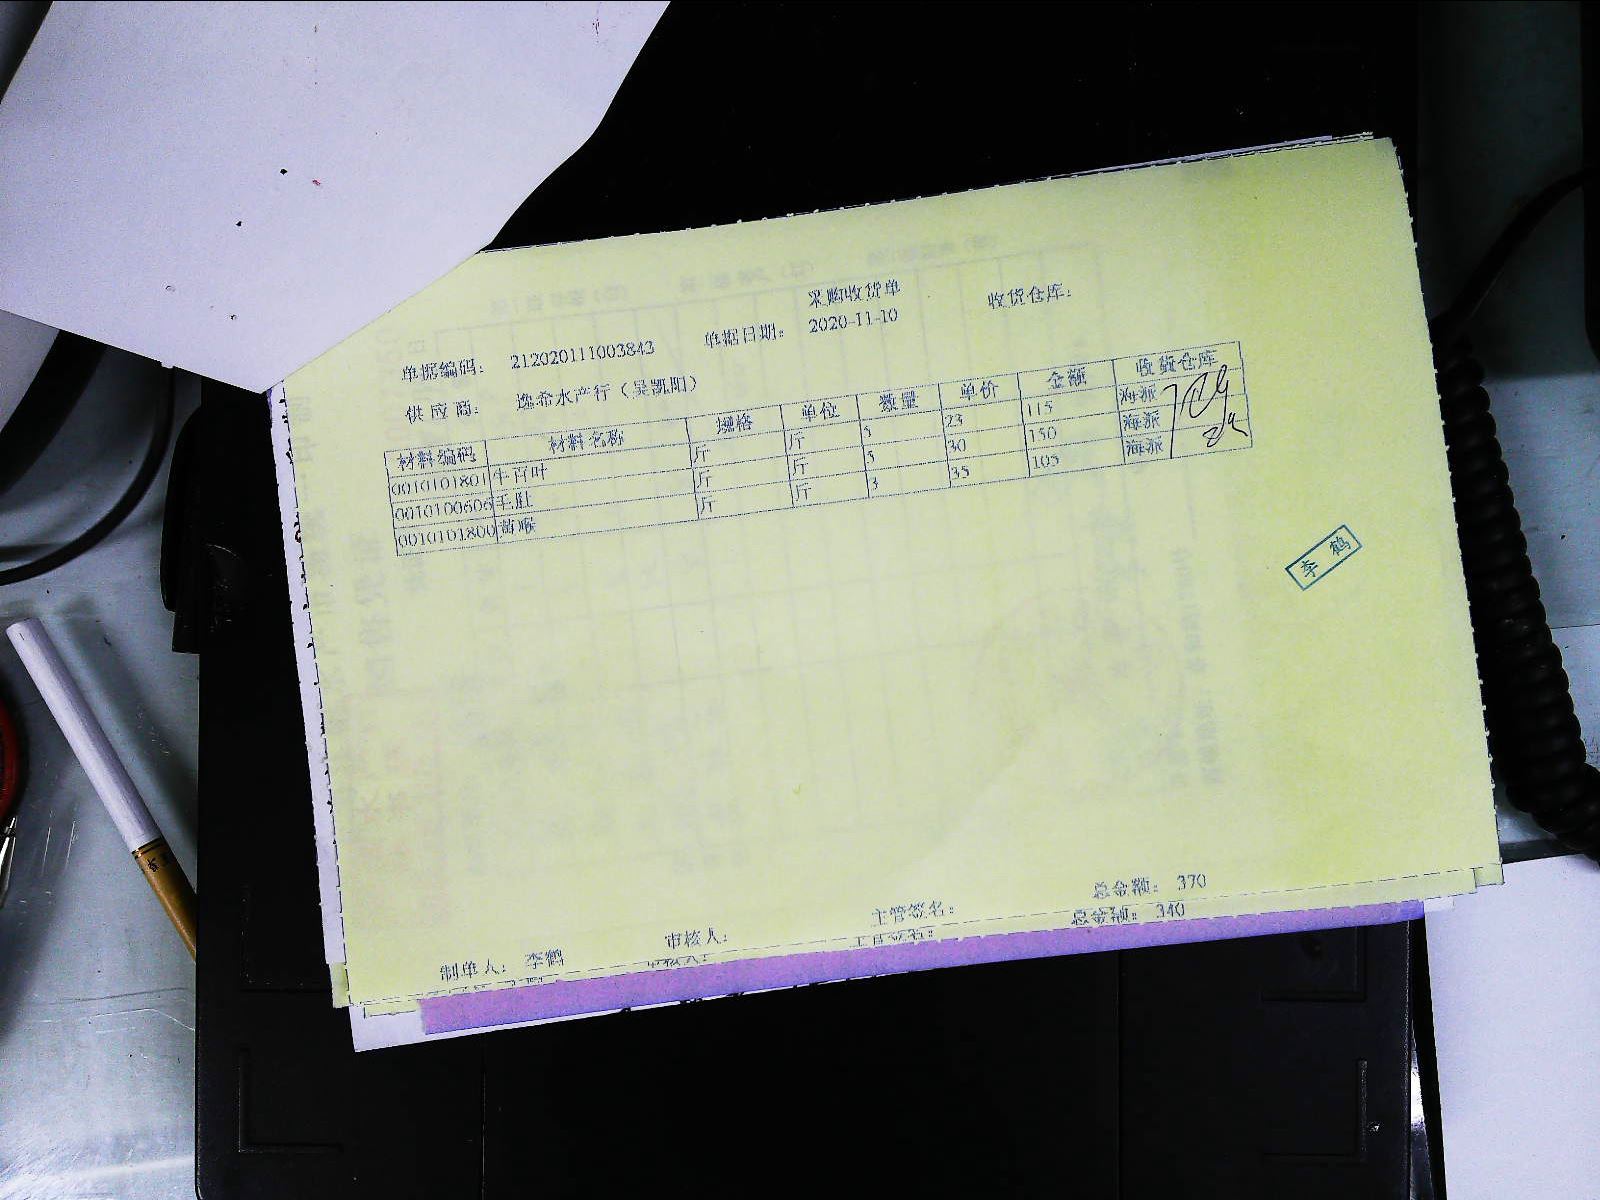 采购收货单
单据编码： 212020111003843 单据日期： 2020-11-10 收货仓库：
供应商： 逸希水产行（吴凯阳）
材料编码 材料名称 规格 单位 数量 单价 金额 收货仓库
0010101801 牛百叶 斤 斤 5 23 115 海派
0010100606 毛肚 斤 斤 5 30 150 海派
0010101800 黄喉 斤 斤 3 35 105 海派
李鹤
制单人： 李鹤 审核人： 主管签名： 总金额： 370
总金额： 340